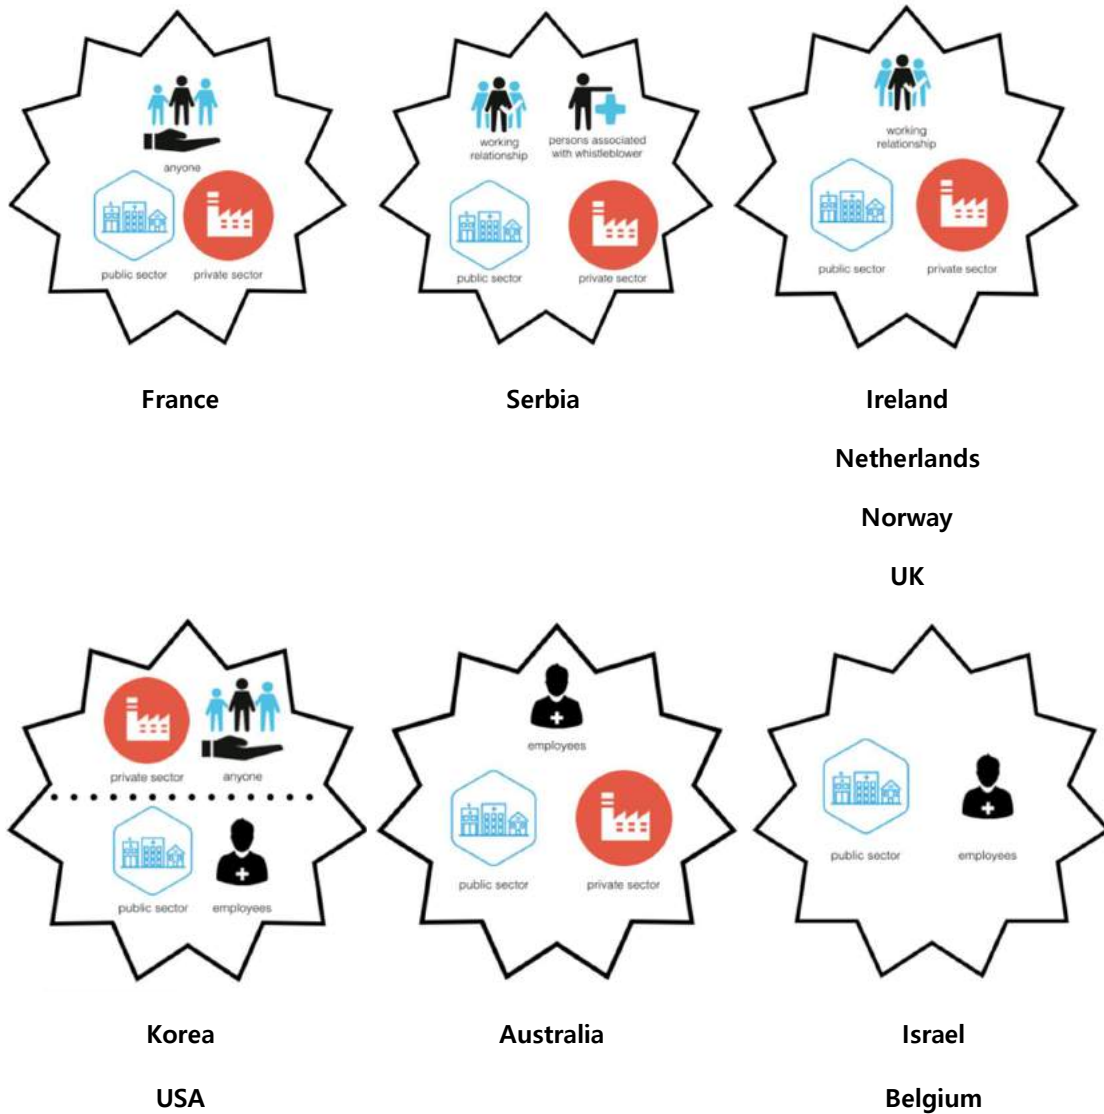 anyone
public sector
private sector
France
working
relationship
persons associated
with whistleblower
public sector
private sector
Serbia
working
relationship
public sector
private sector
Ireland
Netherlands
Norway
UK
private sector
anyone
public sector
employees
Korea
USA
employees
public sector
private sector
Australia
public sector
employees
Israel
Belgium